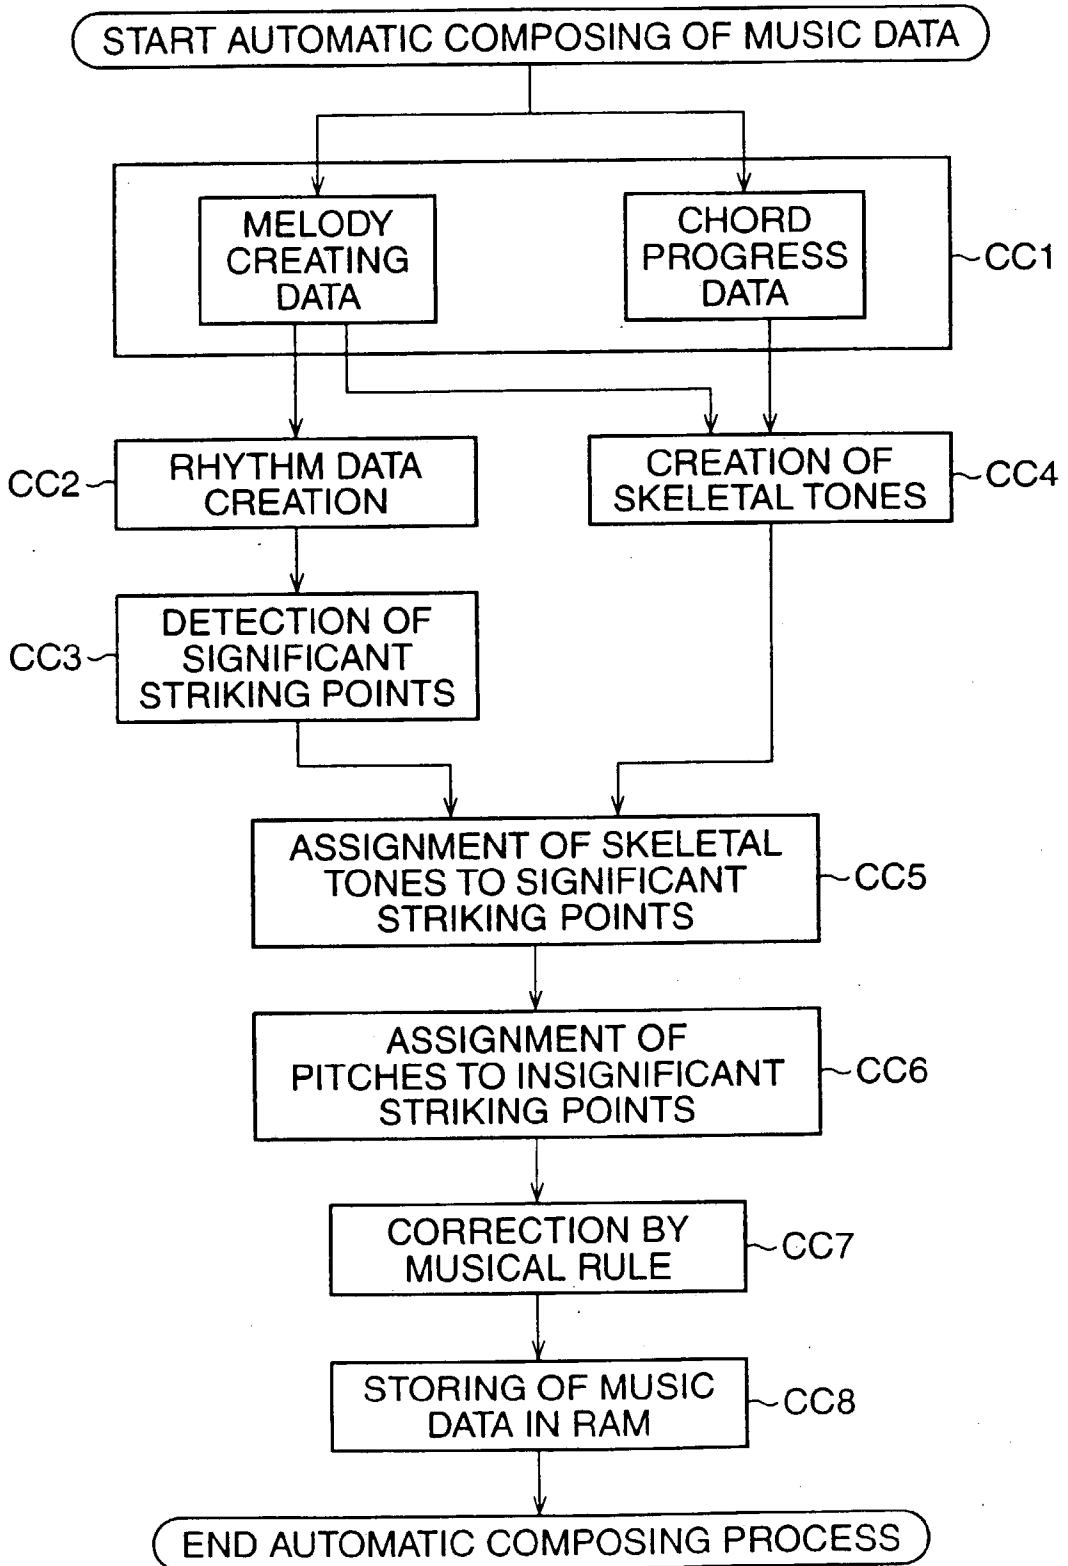 START AUTOMATIC COMPOSING OF MUSIC DATA
MELODY
CREATING
DATA
CHORD
PROGRESS
DATA
CC1
CC2
RHYTHM DATA
CREATION
CREATION OF
SKELETAL TONES
CC4
CC3
DETECTION OF
SIGNIFICANT
STRIKING POINTS
ASSIGNMENT OF SKELETAL
TONES TO SIGNIFICANT
STRIKING POINTS
CC5
ASSIGNMENT OF
PITCHES TO INSIGNIFICANT
STRIKING POINTS
CC6
CORRECTION BY
MUSICAL RULE
CC7
STORING OF MUSIC
DATA IN RAM
CC8
END AUTOMATIC COMPOSING PROCESS